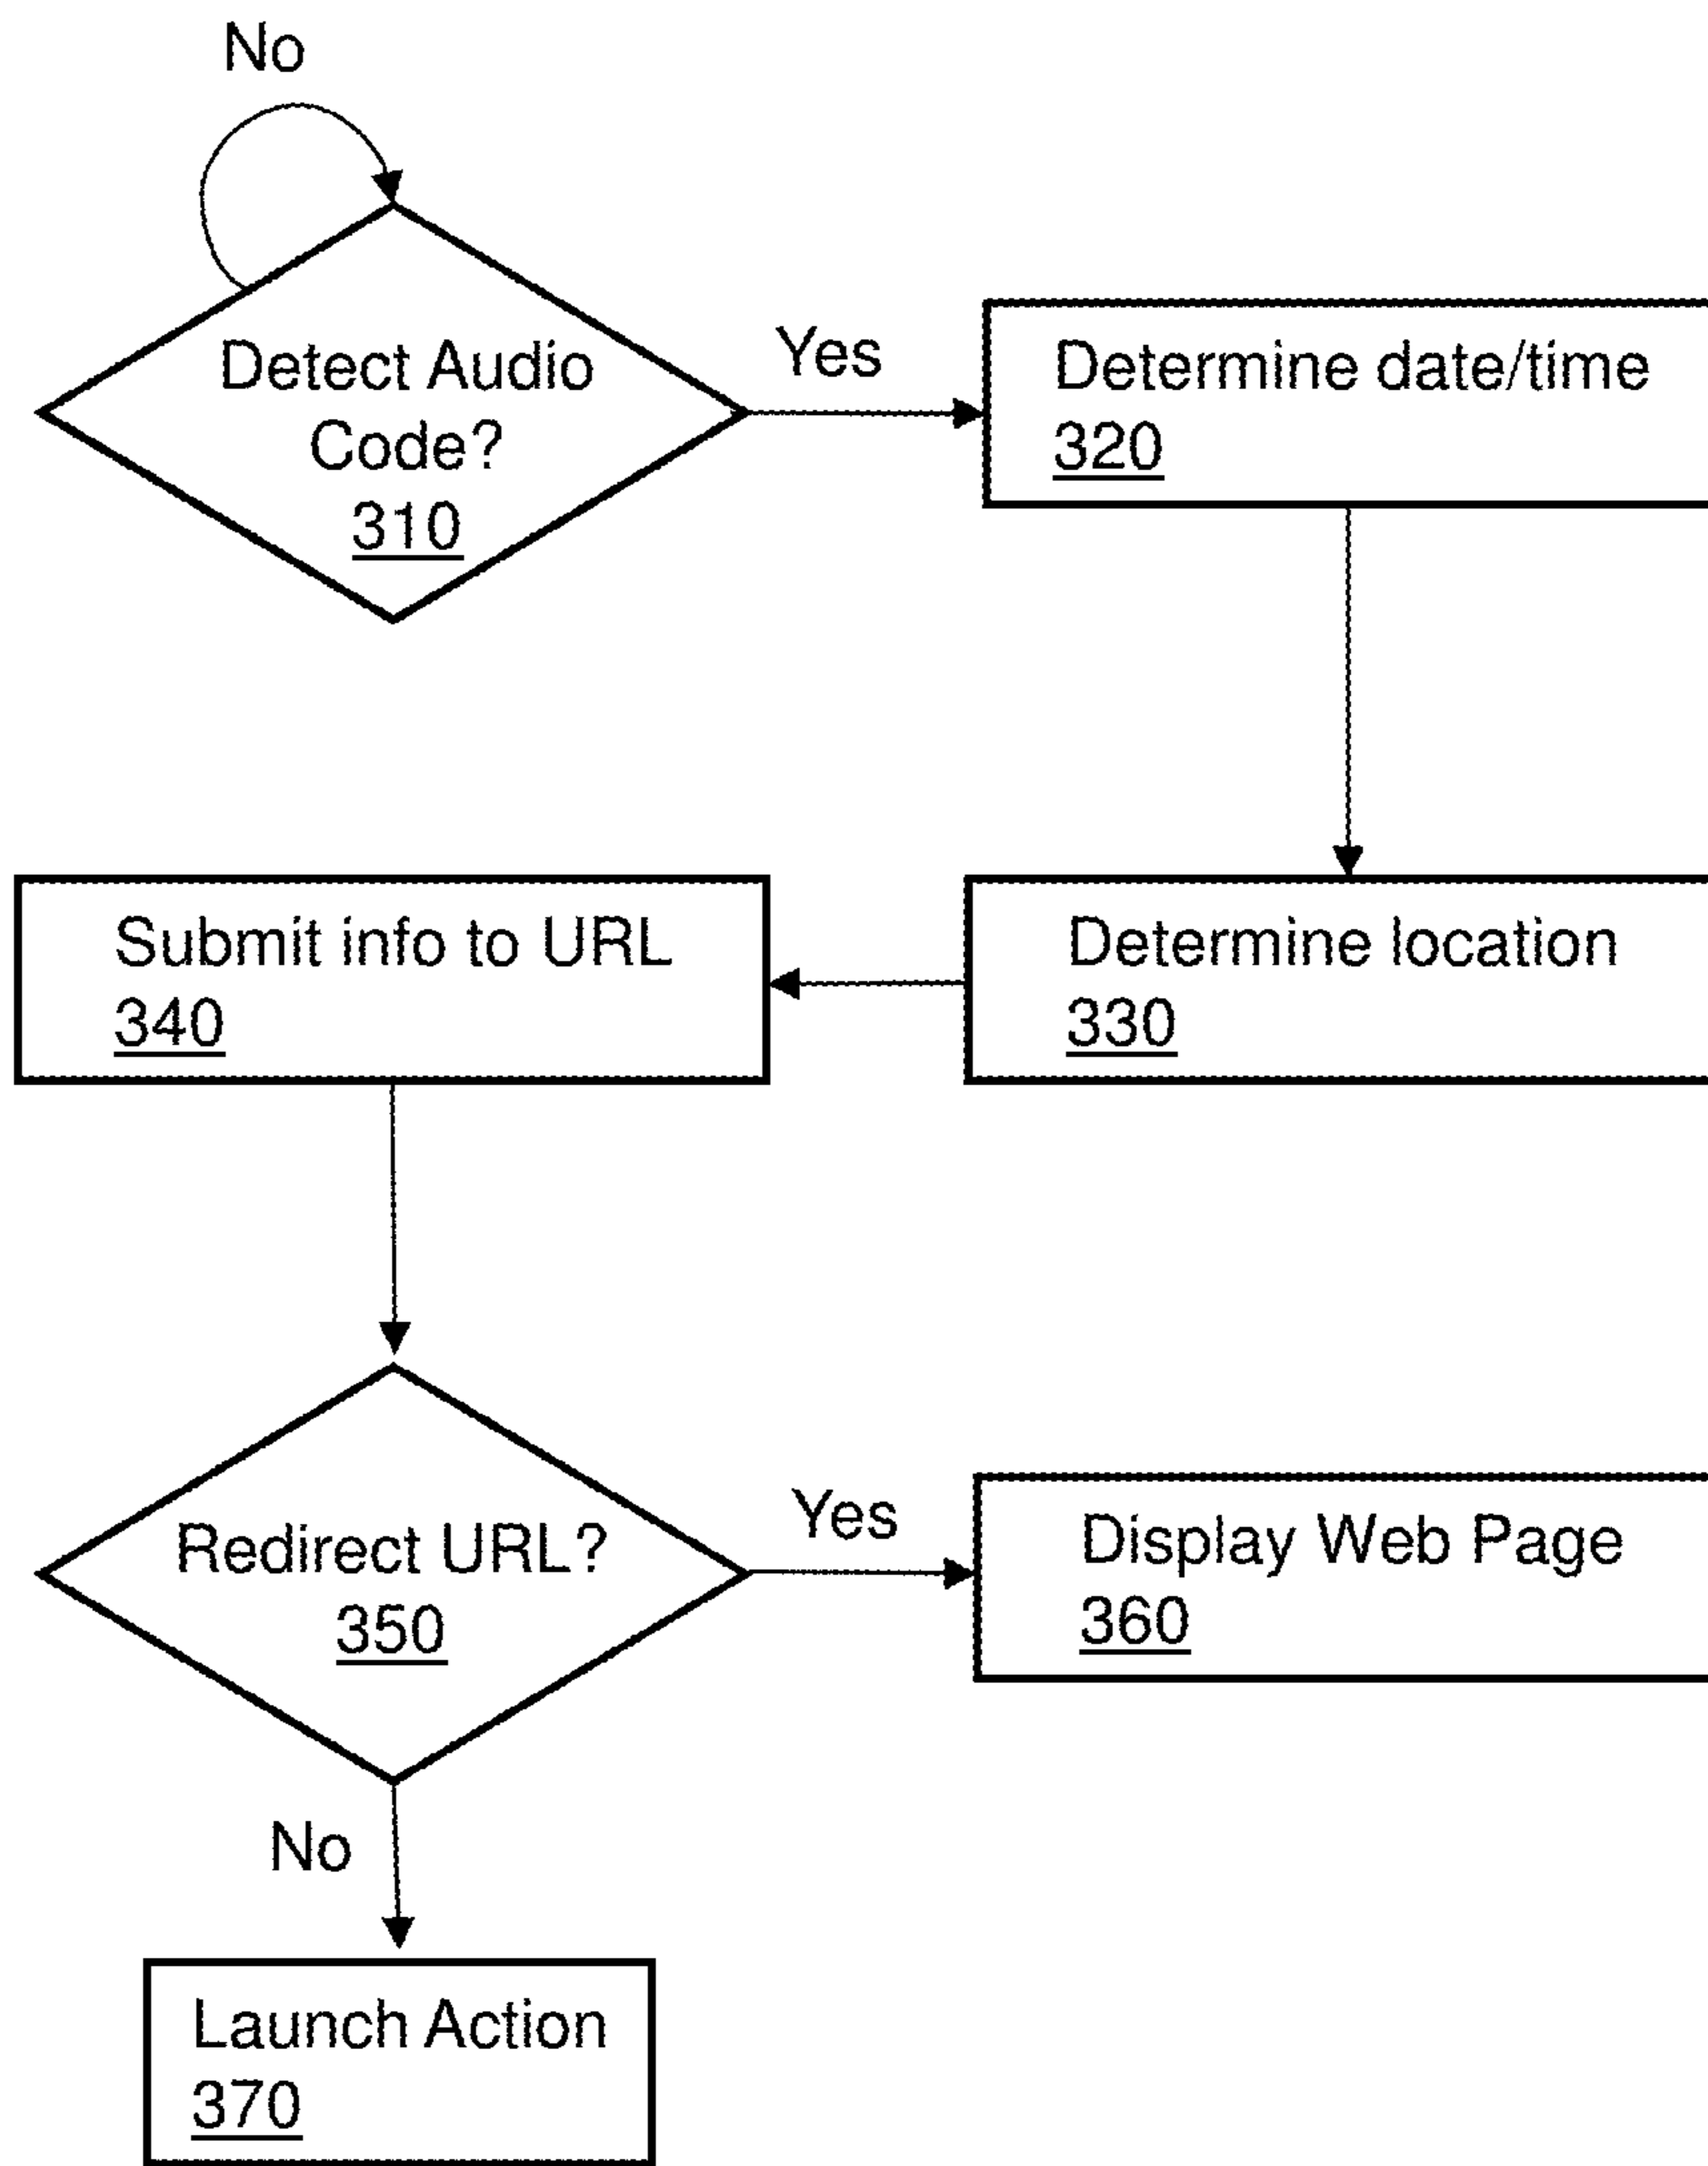 No
Detect Audio
Code?
310
Yes
Determine date/time
320
Submit info to URL
340
Determine location
330
Redirect URL?
350
Yes
Display Web Page
360
No
Launch Action
370